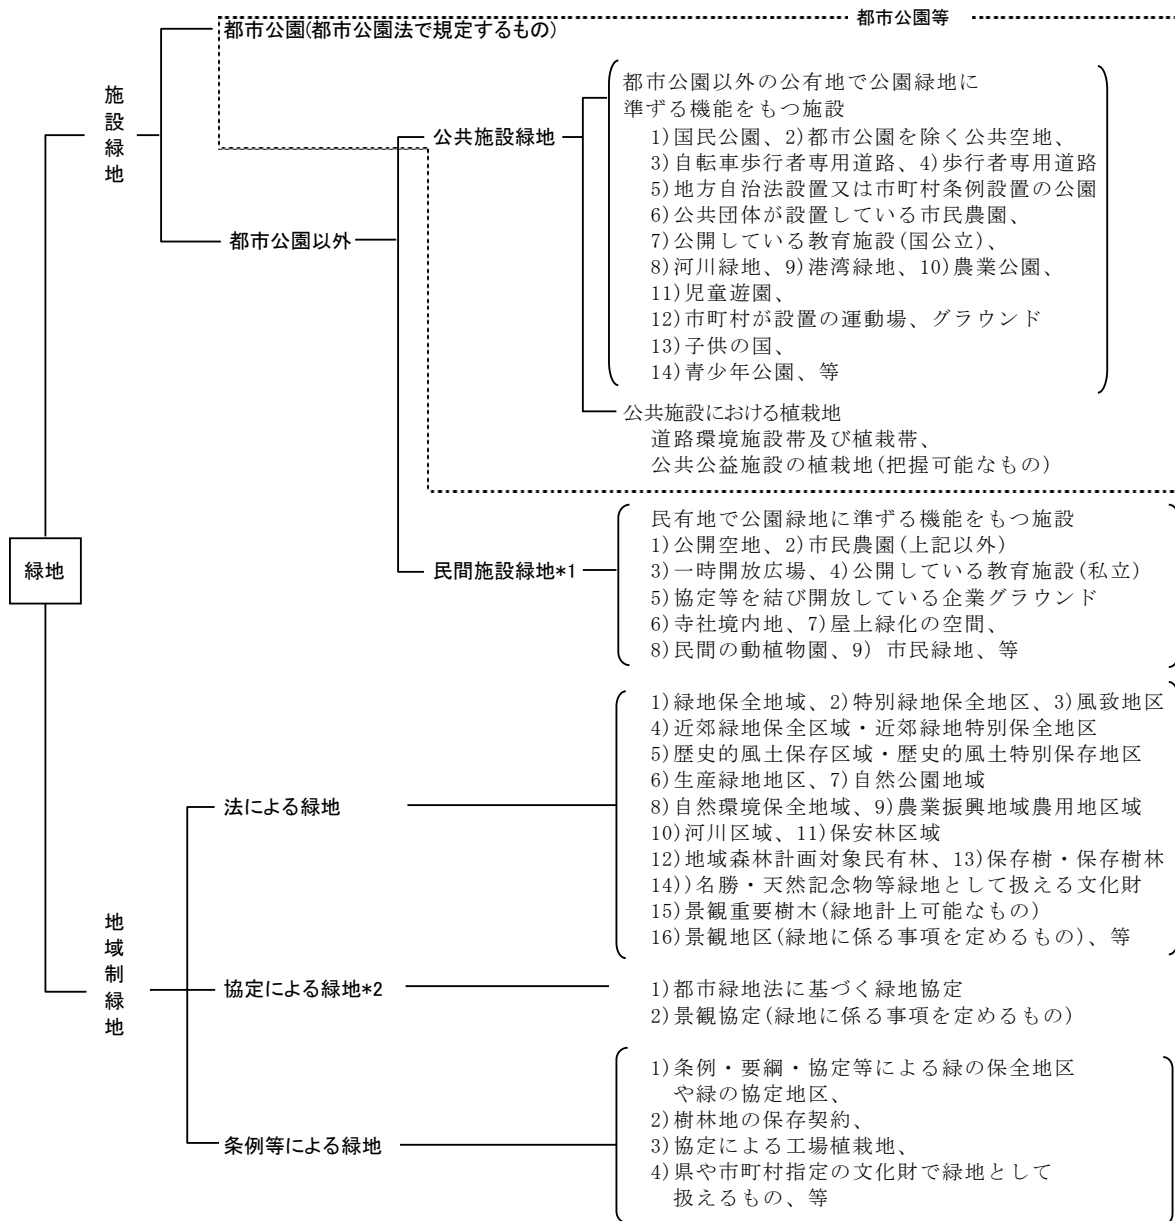 都市公園等
都市公園(都市公園法で規定するもの)
施設緑地
公共施設緑地
都市公園以外の公有地で公園緑地に
準ずる機能をもつ施設
1)国民公園、2)都市公園を除く公共空地、
3)自転車歩行者専用道路、4)歩行者専用道路
5)地方自治法設置又は市町村条例設置の公園
6)公共団体が設置している市民農園、
7)公開している教育施設(国公立)、
8)河川緑地、9)港湾緑地、10)農業公園、
11)児童遊園、
12)市町村が設置の運動場、グラウンド
13)子供の国、
14)青少年公園、等
都市公園以外
公共施設における植栽地
道路環境施設帯及び植栽帯、
公共公益施設の植栽地(把握可能なもの)
緑地
民間施設緑地*1
民有地で公園緑地に準ずる機能をもつ施設
1)公開空地、2)市民農園(上記以外)
3)一時開放広場、4)公開している教育施設(私立)
5)協定等を結び開放している企業グラウンド
6)寺社境内地、7)屋上緑化の空間、
8)民間の動植物園、9) 市民緑地、等
地域制緑地
法による緑地
1)緑地保全地域、2)特別緑地保全地区、3)風致地区
4)近郊緑地保全区域・近郊緑地特別保全地区
5)歴史的風土保存区域・歴史的風土特別保存地区
6)生産緑地地区、7)自然公園地域
8)自然環境保全地域、9)農業振興地域農用地区域
10)河川区域、11)保安林区域
12)地域森林計画対象民有林、13)保存樹・保存樹林
14))名勝・天然記念物等緑地として扱える文化財
15)景観重要樹木(緑地計上可能なもの)
16)景観地区(緑地に係る事項を定めるもの)、等
協定による緑地*2
1)都市緑地法に基づく緑地協定
2)景観協定(緑地に係る事項を定めるもの)
条例等による緑地
1)条例・要綱・協定等による緑の保全地区
や緑の協定地区、
2)樹林地の保存契約、
3)協定による工場植栽地、
4)県や市町村指定の文化財で緑地として
扱えるもの、等